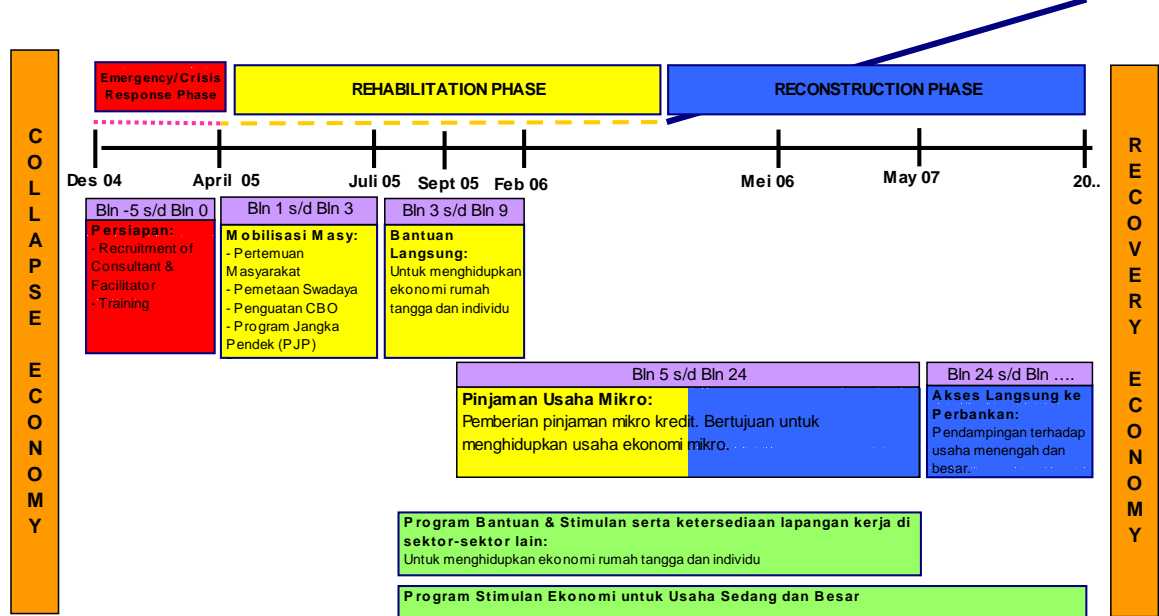 COLLAPSE ECONOMY
Emergency/Crisis
Response Phase
REHABILITATION PHASE
RECONSTRUCTION PHASE
RECOVERY ECONOMY
Des 04
April 05
Juli 05
Sept 05
Feb 06
Mei 06
May 07
20..
Bln -5 s/d Bln 0
Persiapan:
- Recruitment of
Consultant &
Facilitator
- Training
Bln 1 s/d Bln 3
Mobilisasi Masy:
- Pertemuan
Masyarakat
- Pemetaan Swadaya
- Penguatan CBO
- Program Jangka
Pendek (PJP)
Bln 3 s/d Bln 9
Bantuan
Langsung:
Untuk menghidupkan
ekonomi rumah
tangga dan individu
Bln 5 s/d Bln 24
Pinjaman Usaha Mikro:
Pemberian pinjaman mikro kredit. Bertujuan untuk
menghidupkan usaha ekonomi mikro.
Bln 24 s/d Bln ....
Akses Langsung ke
Perbankan:
Pendampingan terhadap
usaha menengah dan
besar.
Program Bantuan & Stimulan serta ketersediaan lapangan kerja di
sektor-sektor lain:
Untuk menghidupkan ekonomi rumah tangga dan individu
Program Stimulan Ekonomi untuk Usaha Sedang dan Besar